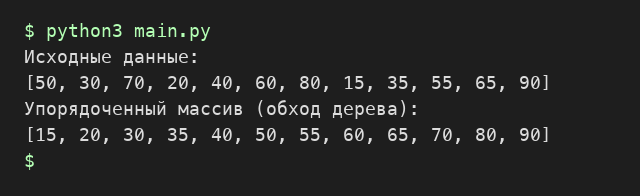 $ python3 main.py
Исходные данные:
[50, 30, 70, 20, 40, 60, 80, 15, 35, 55, 65, 90]
Упорядоченный массив (обход дерева):
[15, 20, 30, 35, 40, 50, 55, 60, 65, 70, 80, 90]
$